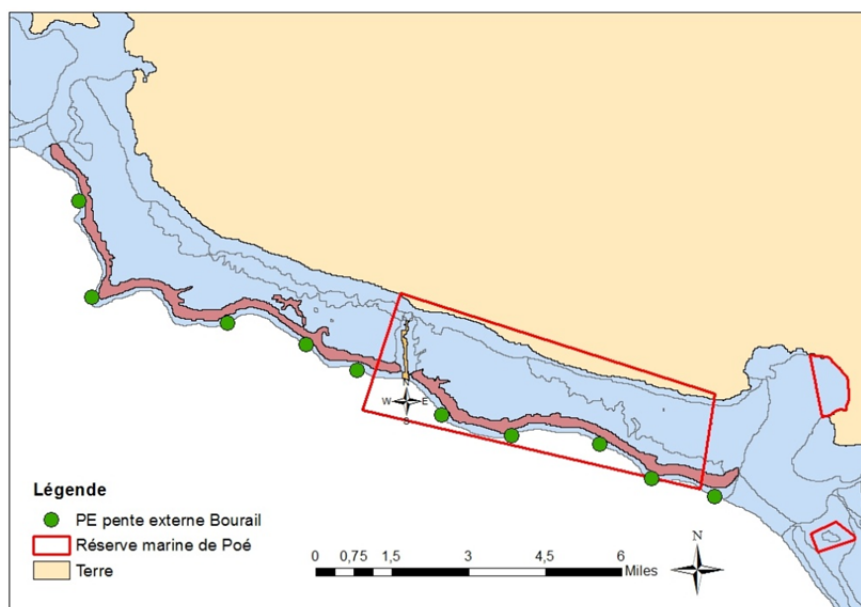 W E
S
Légende
PE pente externe Bourail
Réserve marine de Poé
Terre
N
0 0,75 1,5 3 4,5 6
Miles